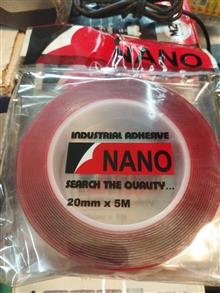 NANO
INDUSTRIAL ADHESIVE
NANO
SEARCH THE QUALITY...
20mm x 5M